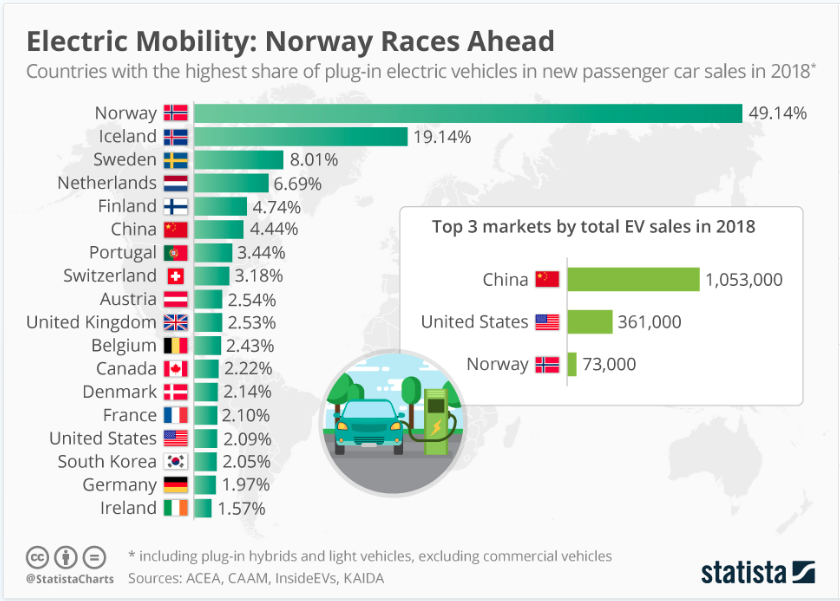 Electric Mobility: Norway Races Ahead
Countries with the highest share of plug-in electric vehicles in new passenger car sales in 2018*
Norway 49.14%
Iceland 19.14%
Sweden 8.01%
Netherlands 6.69%
Finland 4.74%
China 4.44%
Portugal 3.44%
Switzerland 3.18%
Austria 2.54%
United Kingdom 2.53%
Belgium 2.43%
Canada 2.22%
Denmark 2.14%
France 2.10%
United States 2.09%
South Korea 2.05%
Germany 1.97%
Ireland 1.57%
Top 3 markets by total EV sales in 2018
China 1,053,000
United States 361,000
Norway 73,000
* including plug-in hybrids and light vehicles, excluding commercial vehicles
@StatistaCharts Sources: ACEA, CAAM, InsideEVs, KAIDA
cc
statista